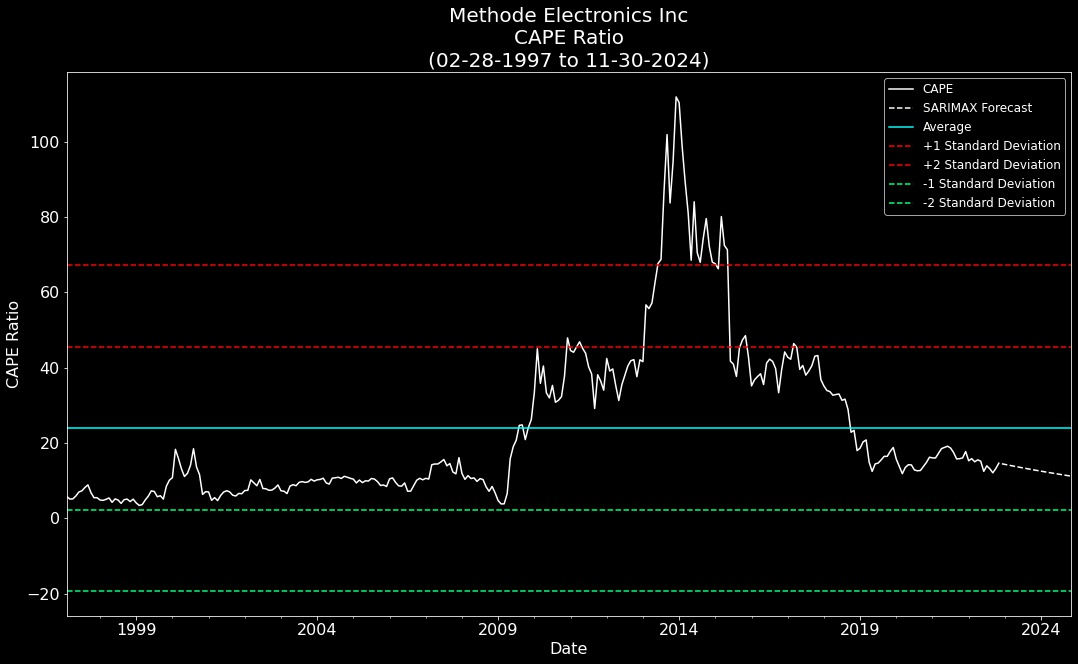 Methode Electronics Inc
CAPE Ratio
(02-28-1997 to 11-30-2024)
CAPE
SARIMAX Forecast
Average
+1 Standard Deviation
+2 Standard Deviation
-1 Standard Deviation
-2 Standard Deviation
100
80
60
40
20
0
−20
CAPE Ratio
1999 2004 2009 2014 2019 2024
Date